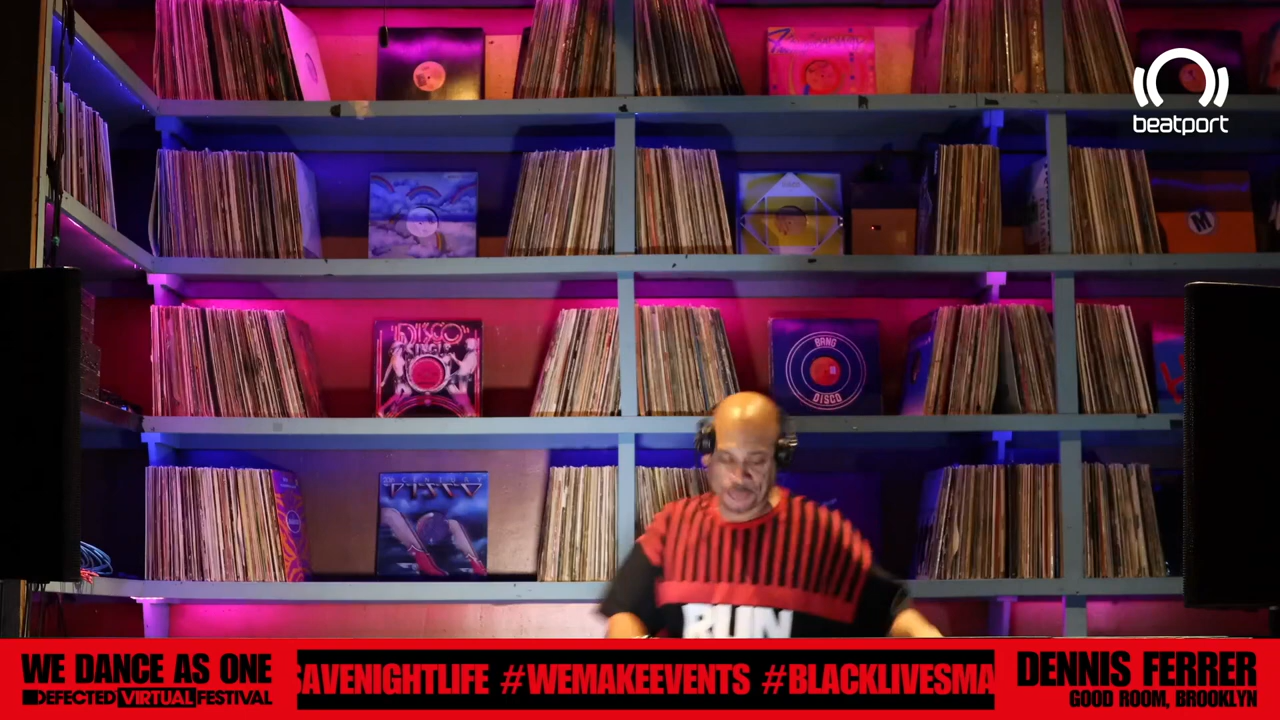 beatport
M
DISCO
BANG
DISCO
DISCO
RUN
WE DANCE AS ONE
DEFECTED VIRTUAL FESTIVAL
SAVENIGHTLIFE #WEMAKEEVENTS #BLACKLIVESMA
DENNIS FERRER
GOOD ROOM, BROOKLYN